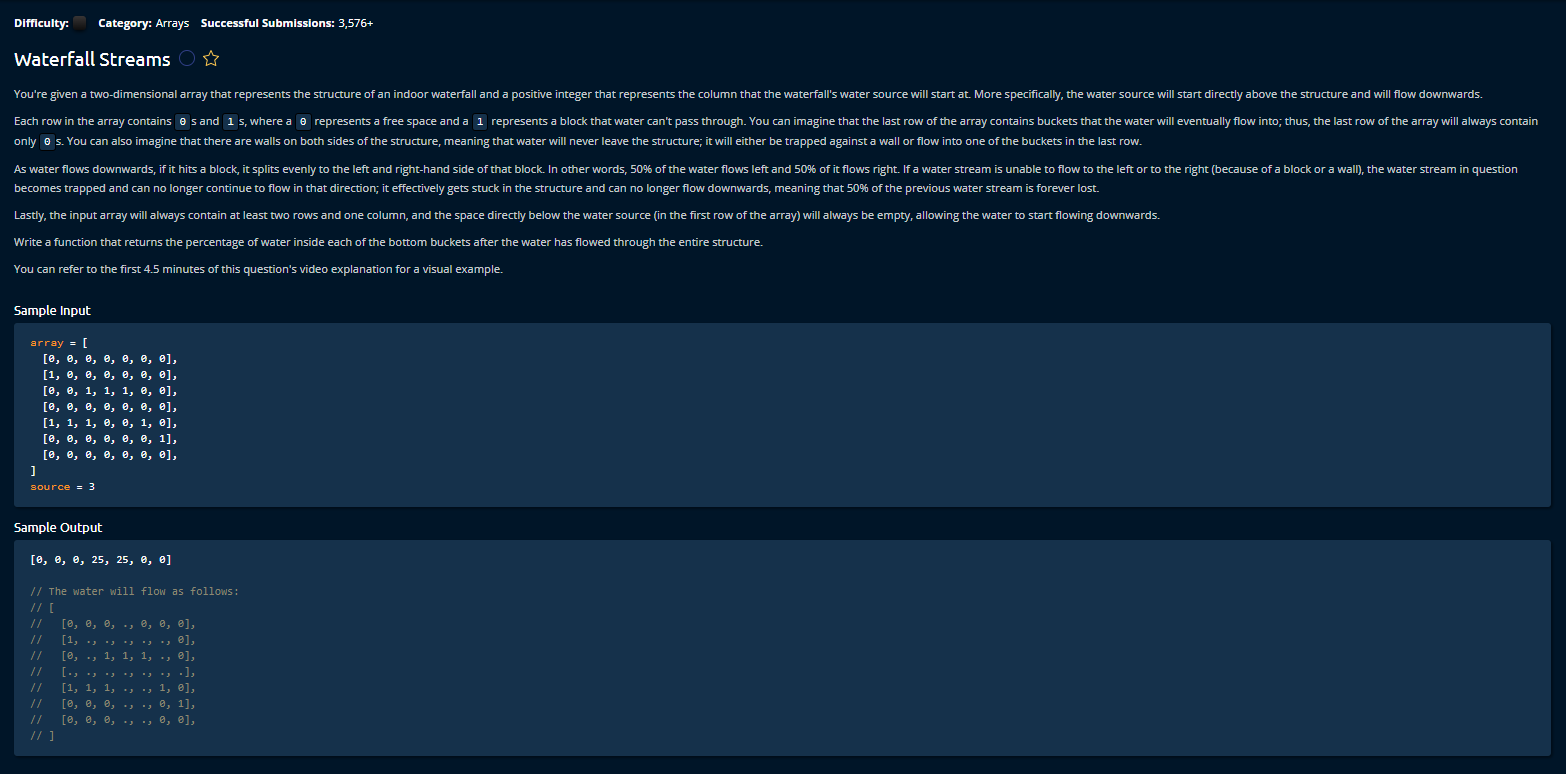 Difficulty: Category: Arrays Successful Submissions: 3,576+
Waterfall Streams
You're given a two-dimensional array that represents the structure of an indoor waterfall and a positive integer that represents the column that the waterfall's water source will start at. More specifically, the water source will start directly above the structure and will flow downwards.
Each row in the array contains 0 s and 1 s, where a 0 represents a free space and a 1 represents a block that water can't pass through. You can imagine that the last row of the array contains buckets that the water will eventually flow into; thus, the last row of the array will always contain
only 0 s. You can also imagine that there are walls on both sides of the structure, meaning that water will never leave the structure; it will either be trapped against a wall or flow into one of the buckets in the last row.
As water flows downwards, if it hits a block, it splits evenly to the left and right-hand side of that block. In other words, 50% of the water flows left and 50% of it flows right. If a water stream is unable to flow to the left or to the right (because of a block or a wall), the water stream in question
becomes trapped and can no longer continue to flow in that direction; it effectively gets stuck in the structure and can no longer flow downwards, meaning that 50% of the previous water stream is forever lost.
Lastly, the input array will always contain at least two rows and one column, and the space directly below the water source (in the first row of the array) will always be empty, allowing the water to start flowing downwards.
Write a function that returns the percentage of water inside each of the bottom buckets after the water has flowed through the entire structure.
You can refer to the first 4.5 minutes of this question's video explanation for a visual example.
Sample Input
array = [
[0, 0, 0, 0, 0, 0, 0],
[1, 0, 0, 0, 0, 0, 0],
[0, 0, 1, 1, 1, 0, 0],
[0, 0, 0, 0, 0, 0, 0],
[1, 1, 1, 0, 0, 1, 0],
[0, 0, 0, 0, 0, 0, 1],
[0, 0, 0, 0, 0, 0, 0],
]
source = 3
Sample Output
[0, 0, 0, 25, 25, 0, 0]
// The water will flow as follows:
// [
// [0, 0, 0, ., 0, 0, 0],
// [1, ., ., ., ., ., 0],
// [0, ., 1, 1, 1, ., 0],
// [., ., ., ., ., ., .],
// [1, 1, 1, ., ., 1, 0],
// [0, 0, 0, ., ., 0, 1],
// [0, 0, 0, ., ., 0, 0],
// ]